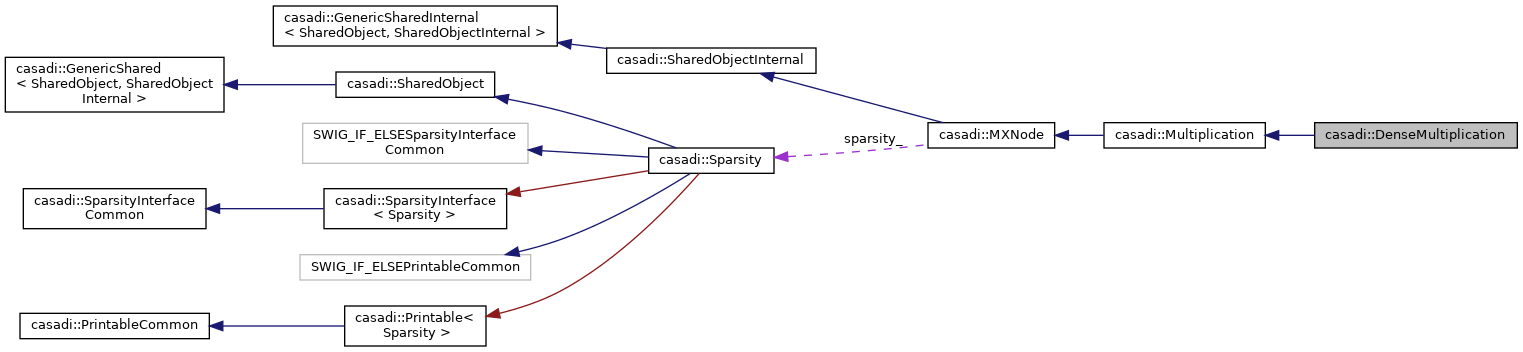 casadi::GenericSharedInternal
< SharedObject, SharedObjectInternal >
casadi::SharedObjectInternal
casadi::GenericShared
< SharedObject, SharedObject
Internal >
casadi::SharedObject
SWIG_IF_ELSESparsityInterface
Common
sparsity_
casadi::MXNode
casadi::Multiplication
casadi::DenseMultiplication
casadi::Sparsity
casadi::SparsityInterface
Common
casadi::SparsityInterface
< Sparsity >
SWIG_IF_ELSEPrintableCommon
casadi::PrintableCommon
casadi::Printable<
Sparsity >